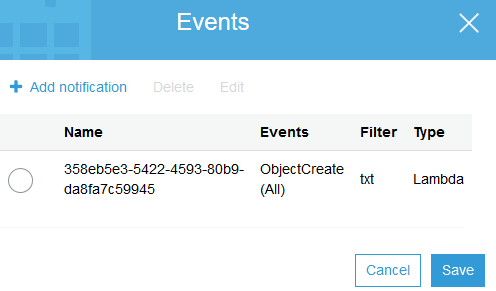 Events
Add notification Delete Edit
Name Events Filter Type
358eb5e3-5422-4593-80b9- ObjectCreate txt Lambda
da8fa7c59945 (All)
Cancel Save